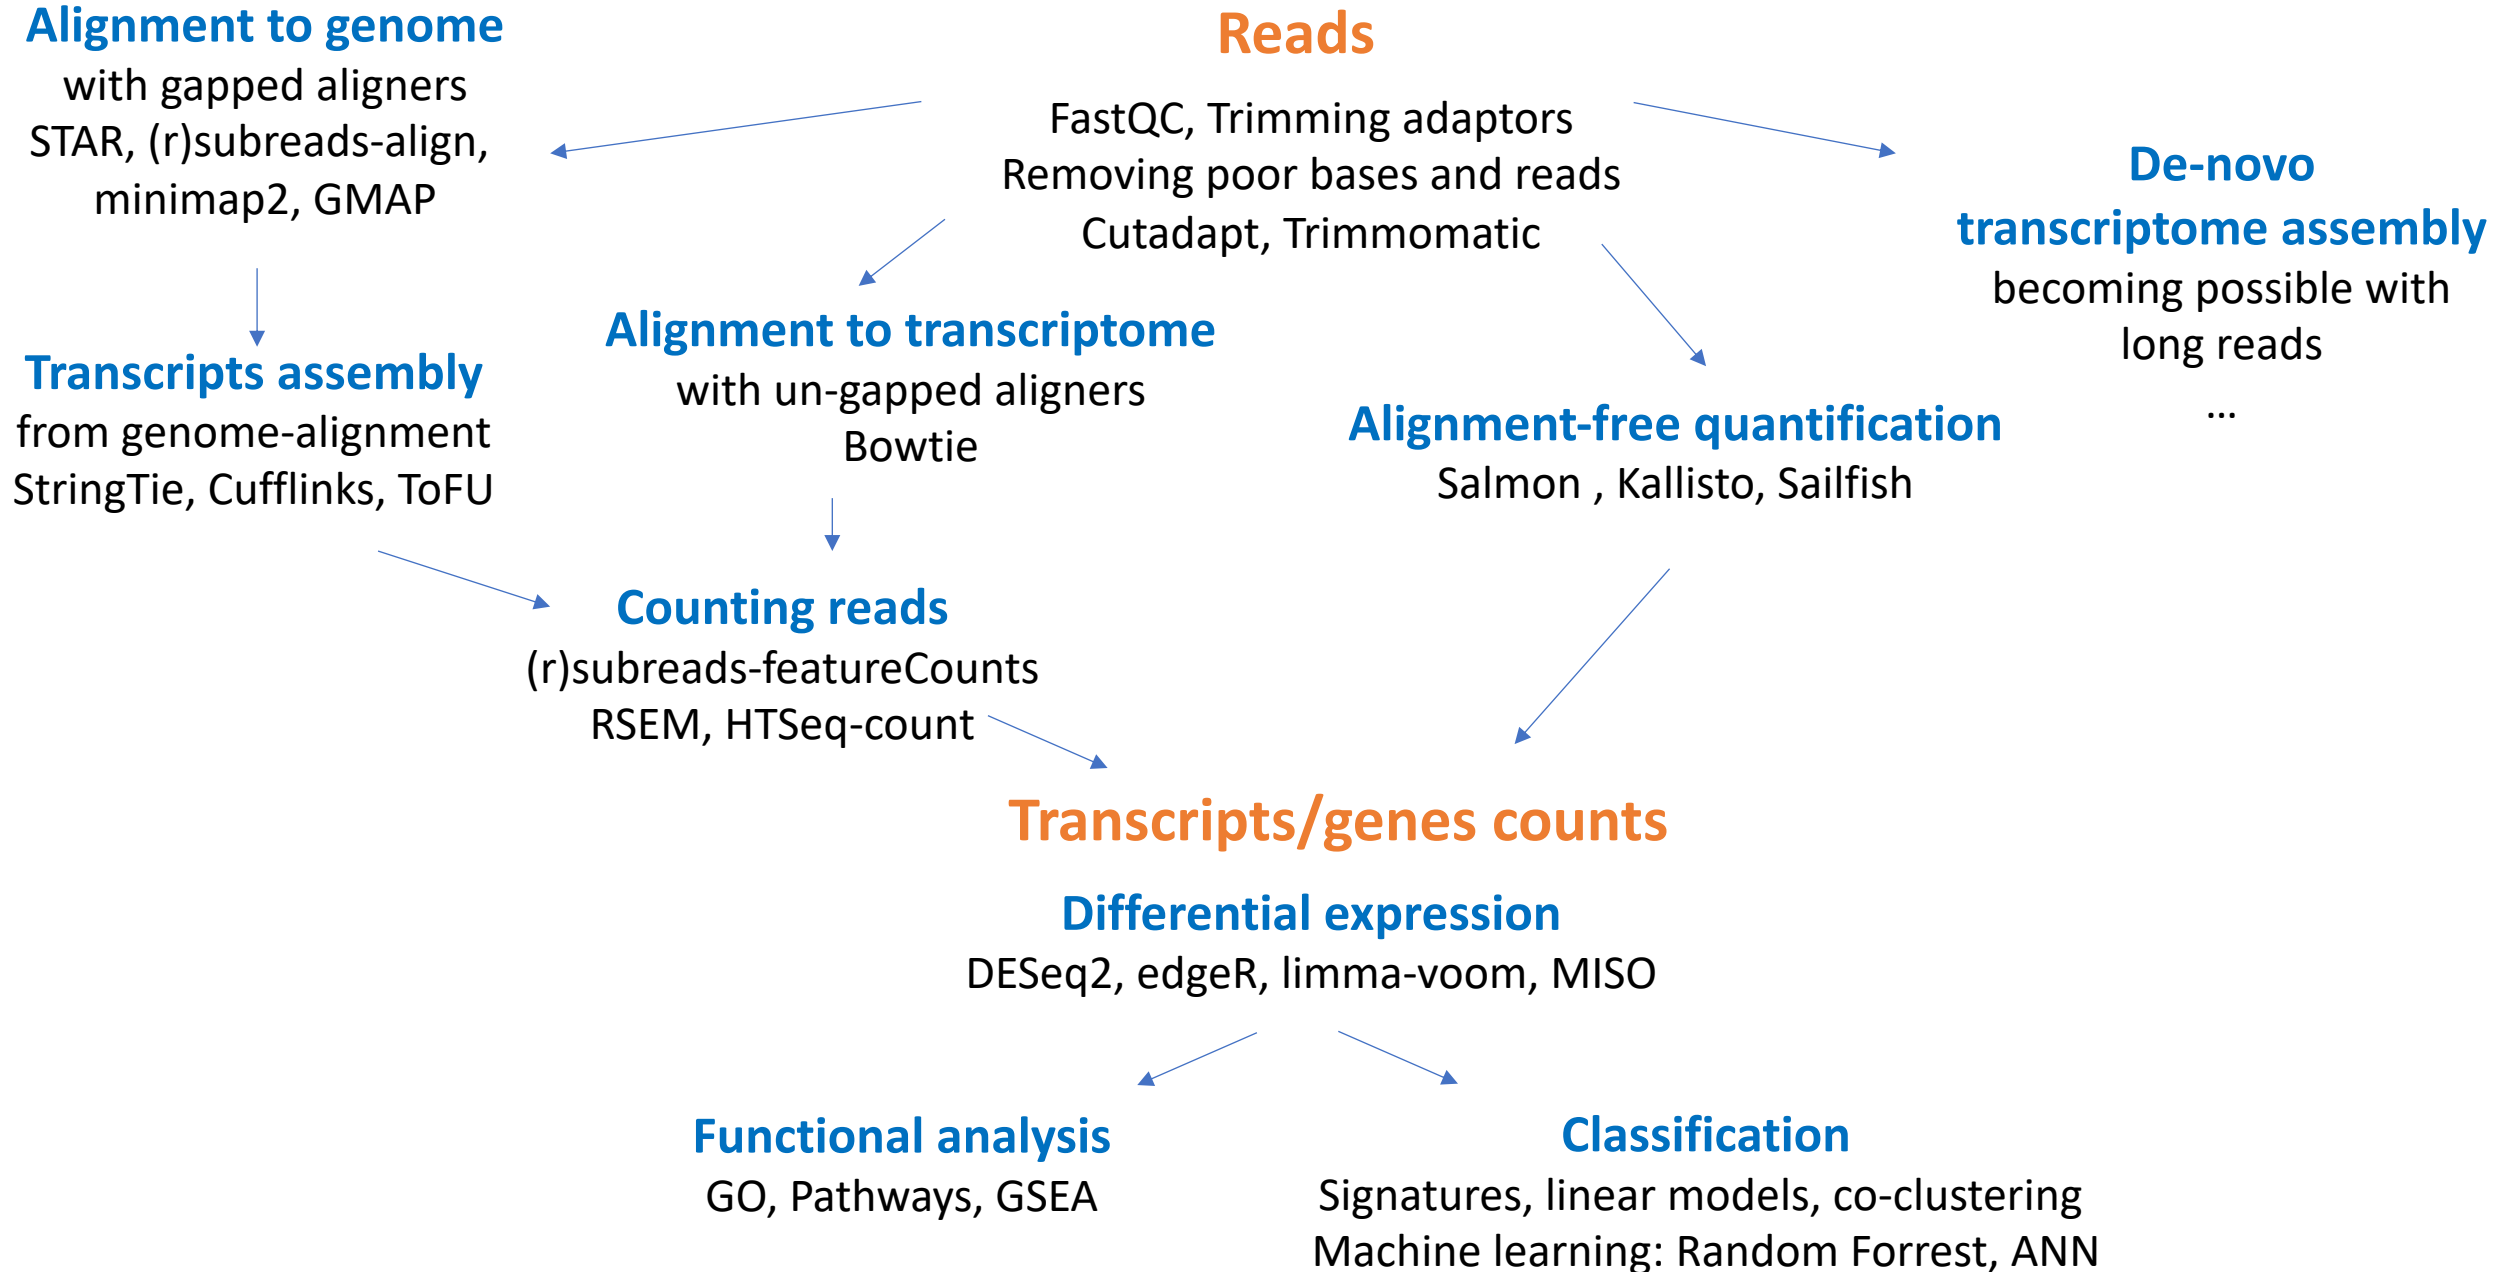 Alignment to genome
with gapped aligners
STAR, (r)subreads-align,
minimap2, GMAP
Reads
FastQC, Trimming adaptors
Removing poor bases and reads
Cutadapt, Trimmomatic
De-novo
transcriptome assembly
becoming possible with
long reads
...
Alignment to transcriptome
with un-gapped aligners
Bowtie
Transcripts assembly
from genome-alignment
StringTie, Cufflinks, ToFU
Alignment-free quantification
Salmon , Kallisto, Sailfish
Counting reads
(r)subreads-featureCounts
RSEM, HTSeq-count
Transcripts/genes counts
Differential expression
DESeq2, edgeR, limma-voom, MISO
Functional analysis
GO, Pathways, GSEA
Classification
Signatures, linear models, co-clustering
Machine learning: Random Forrest, ANN